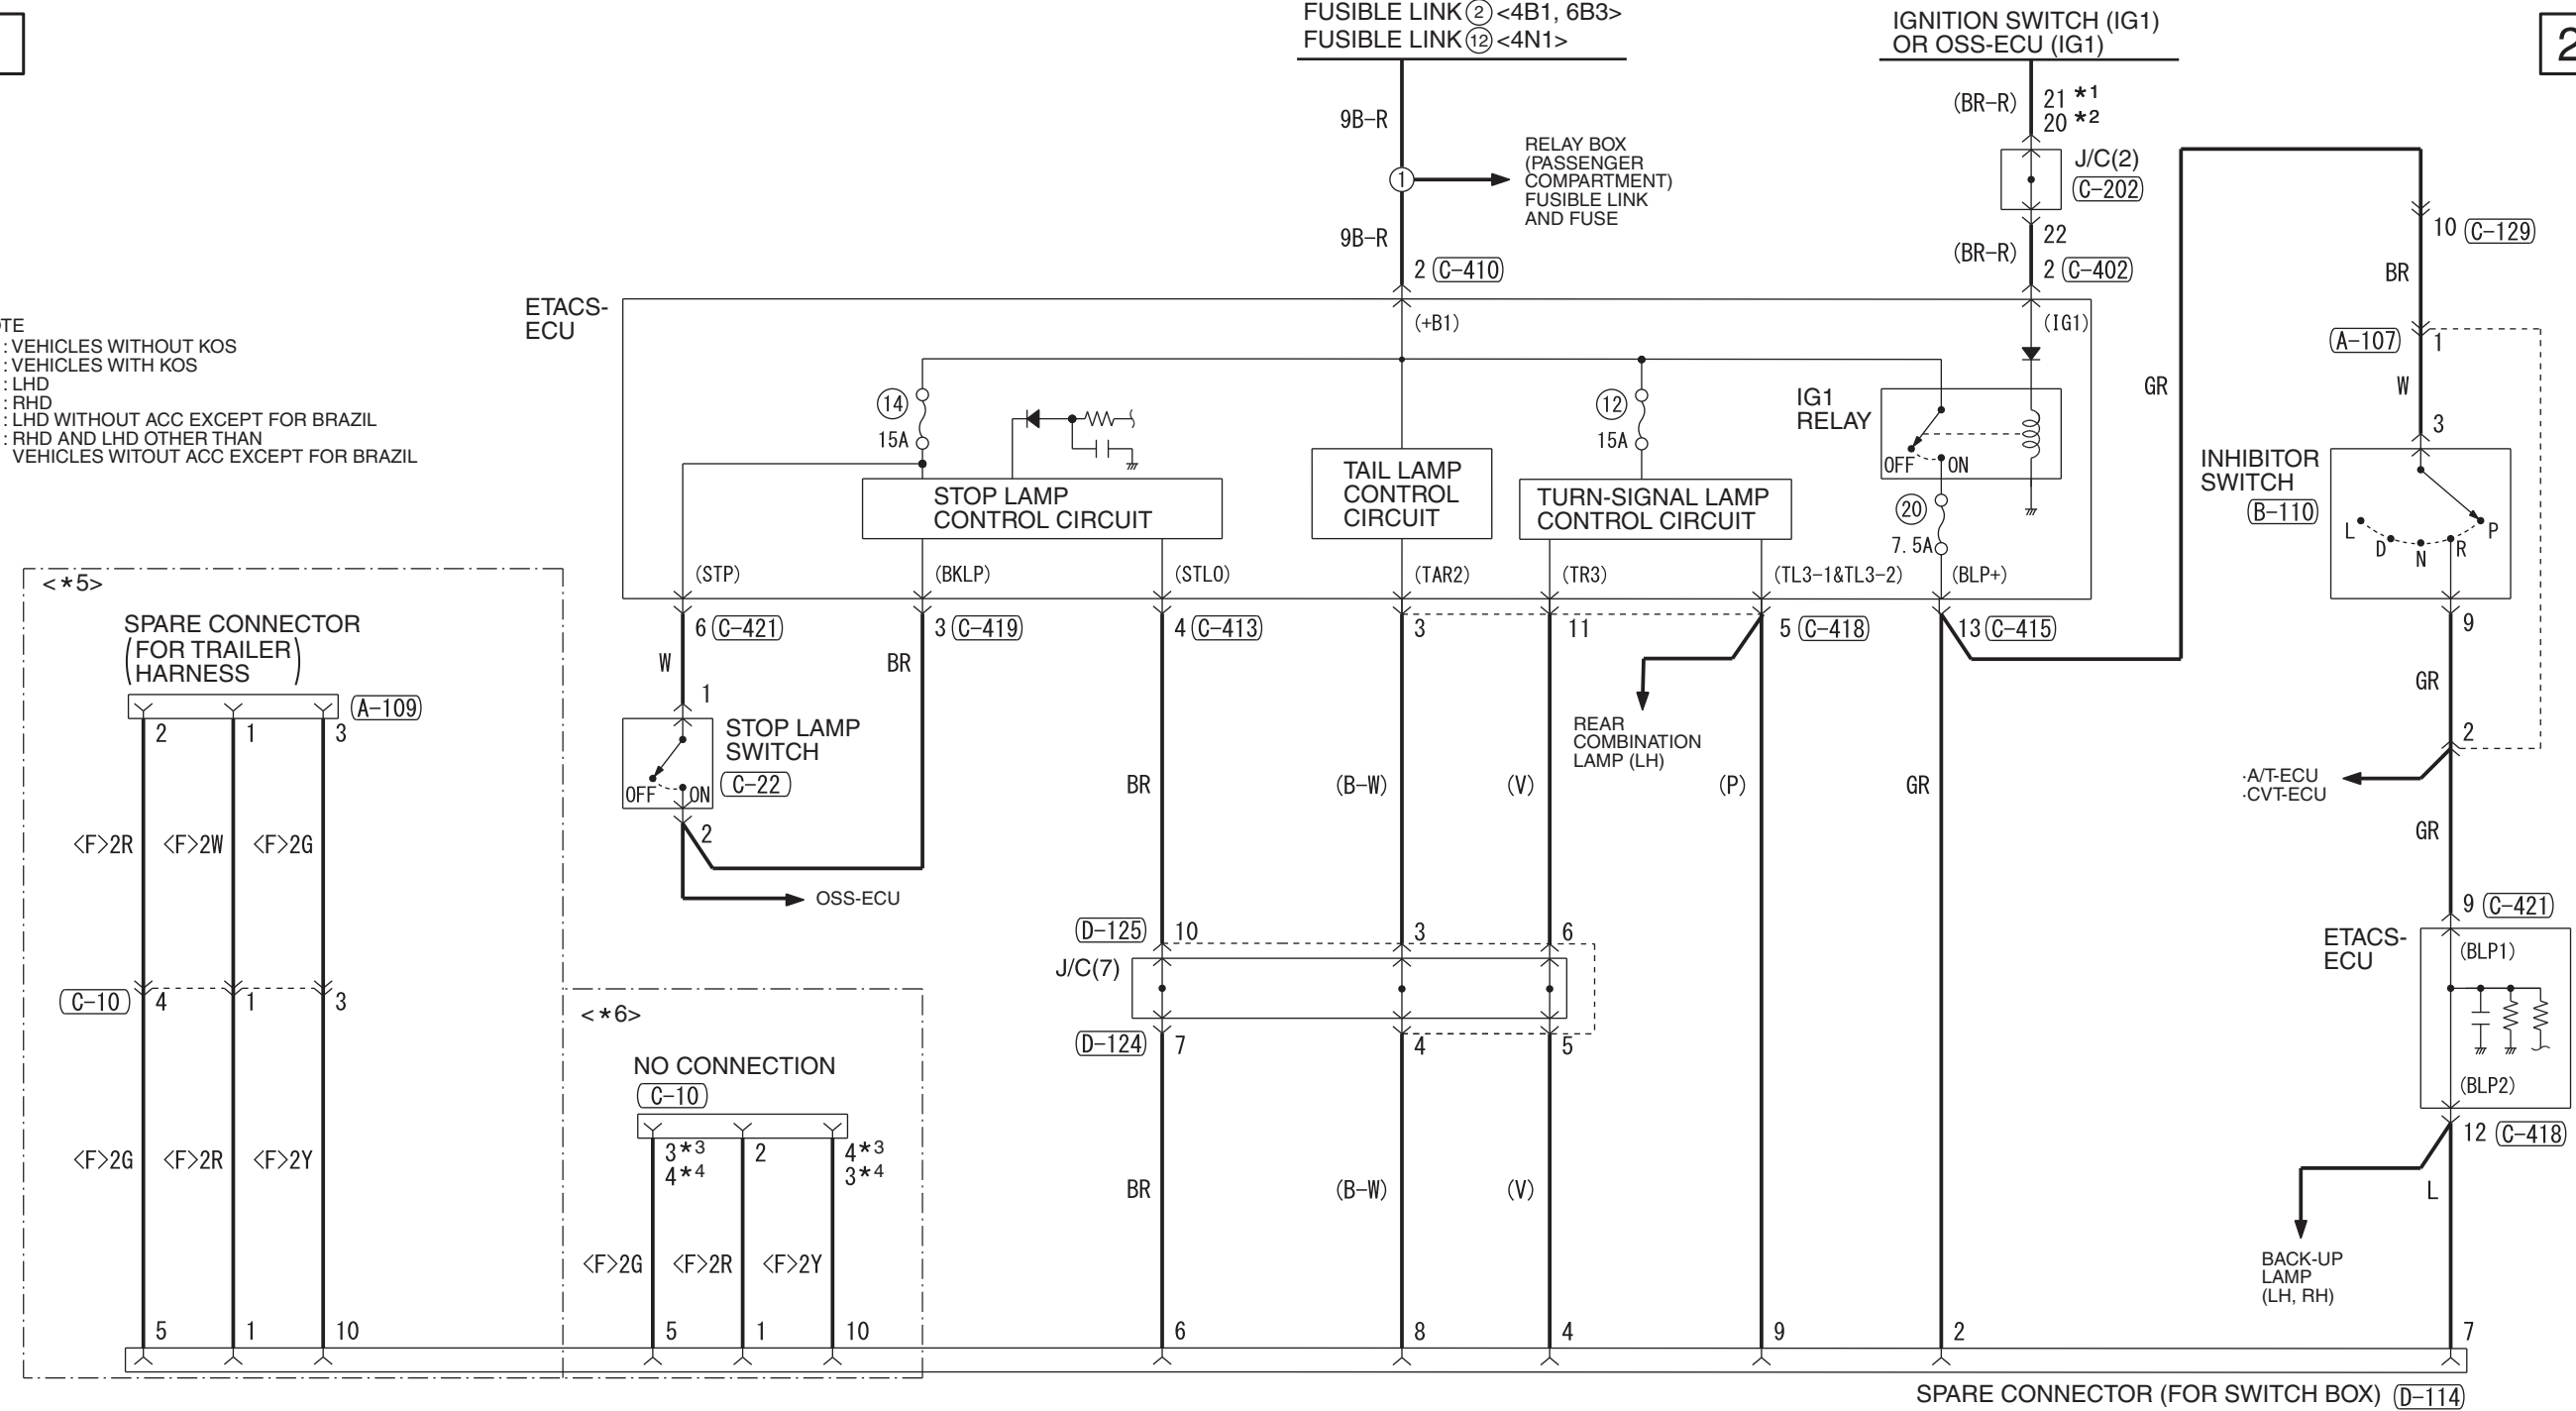 FUSIBLE LINK ② <4B1, 6B3>
FUSIBLE LINK ⑫ <4N1>
IGNITION SWITCH (IG1)
OR OSS-ECU (IG1)
2
9B-R
(BR-R)
21 *1
20 *2
RELAY BOX
(PASSENGER
COMPARTMENT)
FUSIBLE LINK
AND FUSE
1
J/C(2)
C-202
9B-R
22
(BR-R)
2 C-410
2 C-402
10 C-129
BR
A-107
1
W
3
GR
OTE
: VEHICLES WITHOUT KOS
: VEHICLES WITH KOS
: LHD
: RHD
: LHD WITHOUT ACC EXCEPT FOR BRAZIL
: RHD AND LHD OTHER THAN
VEHICLES WITOUT ACC EXCEPT FOR BRAZIL
ETACS-
ECU
(+B1)
(IG1)
14
15A
12
15A
IG1
RELAY
OFF
ON
20
7.5A
STOP LAMP
CONTROL CIRCUIT
TAIL LAMP
CONTROL
CIRCUIT
TURN-SIGNAL LAMP
CONTROL CIRCUIT
INHIBITOR
SWITCH
B-110
L
D
N
R
P
(STP)
(BKLP)
(STLO)
(TAR2)
(TR3)
(TL3-1&TL3-2)
(BLP+)
6 C-421
3 C-419
4 C-413
3
11
5 C-418
13 C-415
9
W
BR
GR
1
STOP LAMP
SWITCH
C-22
OFF
ON
2
OSS-ECU
REAR
COMBINATION
LAMP (LH)
2
·A/T-ECU
·CVT-ECU
BR
(B-W)
(V)
(P)
GR
GR
<*5>
SPARE CONNECTOR
(FOR TRAILER
HARNESS)
A-109
2
1
3
<F>2R
<F>2W
<F>2G
C-10
4
1
3
<F>2G
<F>2R
<F>2Y
5
1
10
<*6>
NO CONNECTION
C-10
3*3
4*4
2
4*3
3*4
<F>2G
<F>2R
<F>2Y
5
1
10
D-125
10
3
6
J/C(7)
D-124
7
4
5
BR
(B-W)
(V)
9 C-421
ETACS-
ECU
(BLP1)
(BLP2)
12 C-418
L
BACK-UP
LAMP
(LH, RH)
6
8
4
9
2
7
SPARE CONNECTOR (FOR SWITCH BOX) D-114